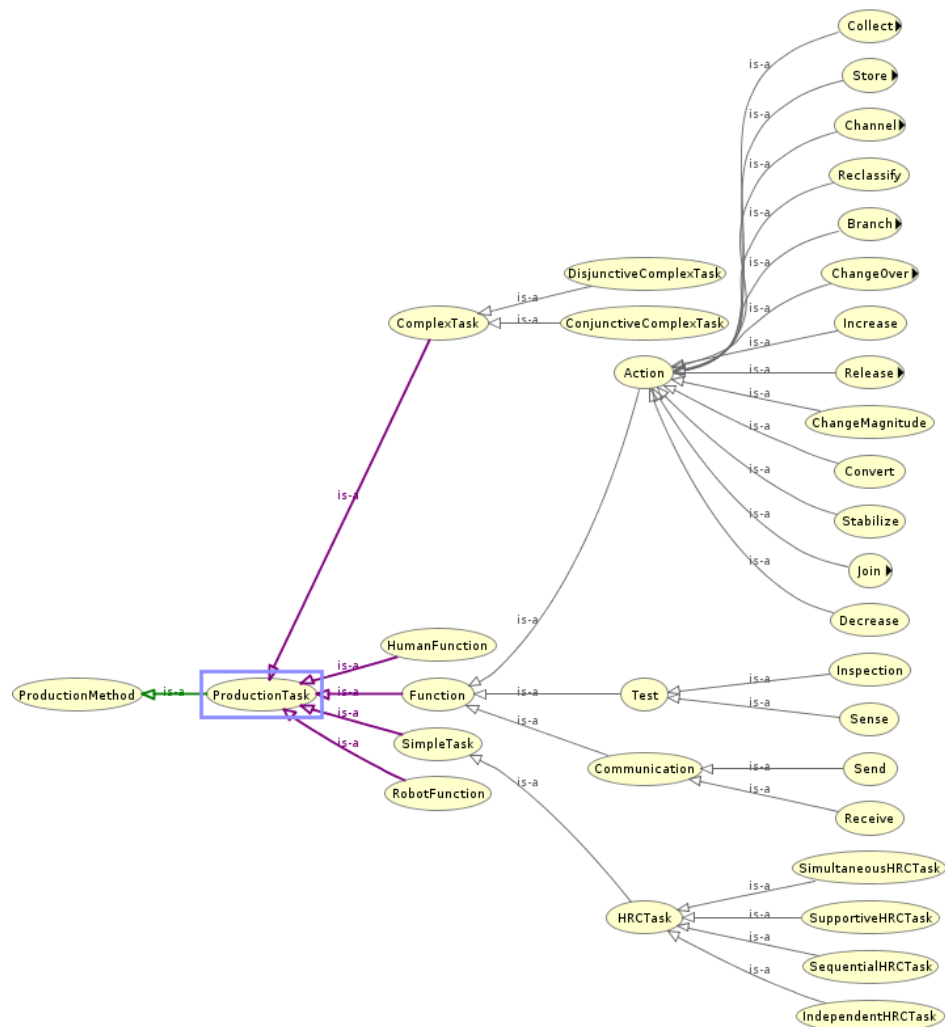 Collect
is-a
Store
is-a
Channel
is-a
Reclassify
is-a
Branch
is-a
DisjunctiveComplexTask
ChangeOver
is-a
is-a
ComplexTask
is-a
ConjunctiveComplexTask
Increase
is-a
Action
is-a
Release
is-a
ChangeMagnitude
is-a
Convert
is-a
is-a
Stabilize
is-a
Join
is-a
Decrease
is-a
HumanFunction
is-a
Inspection
is-a
ProductionMethod
is-a
ProductionTask
is-a
Function
is-a
Test
is-a
Sense
is-a
SimpleTask
is-a
is-a
Communication
is-a
Send
is-a
RobotFunction
is-a
is-a
Receive
SimultaneousHRCTask
is-a
HRCTask
is-a
SupportiveHRCTask
is-a
SequentialHRCTask
is-a
IndependentHRCTask